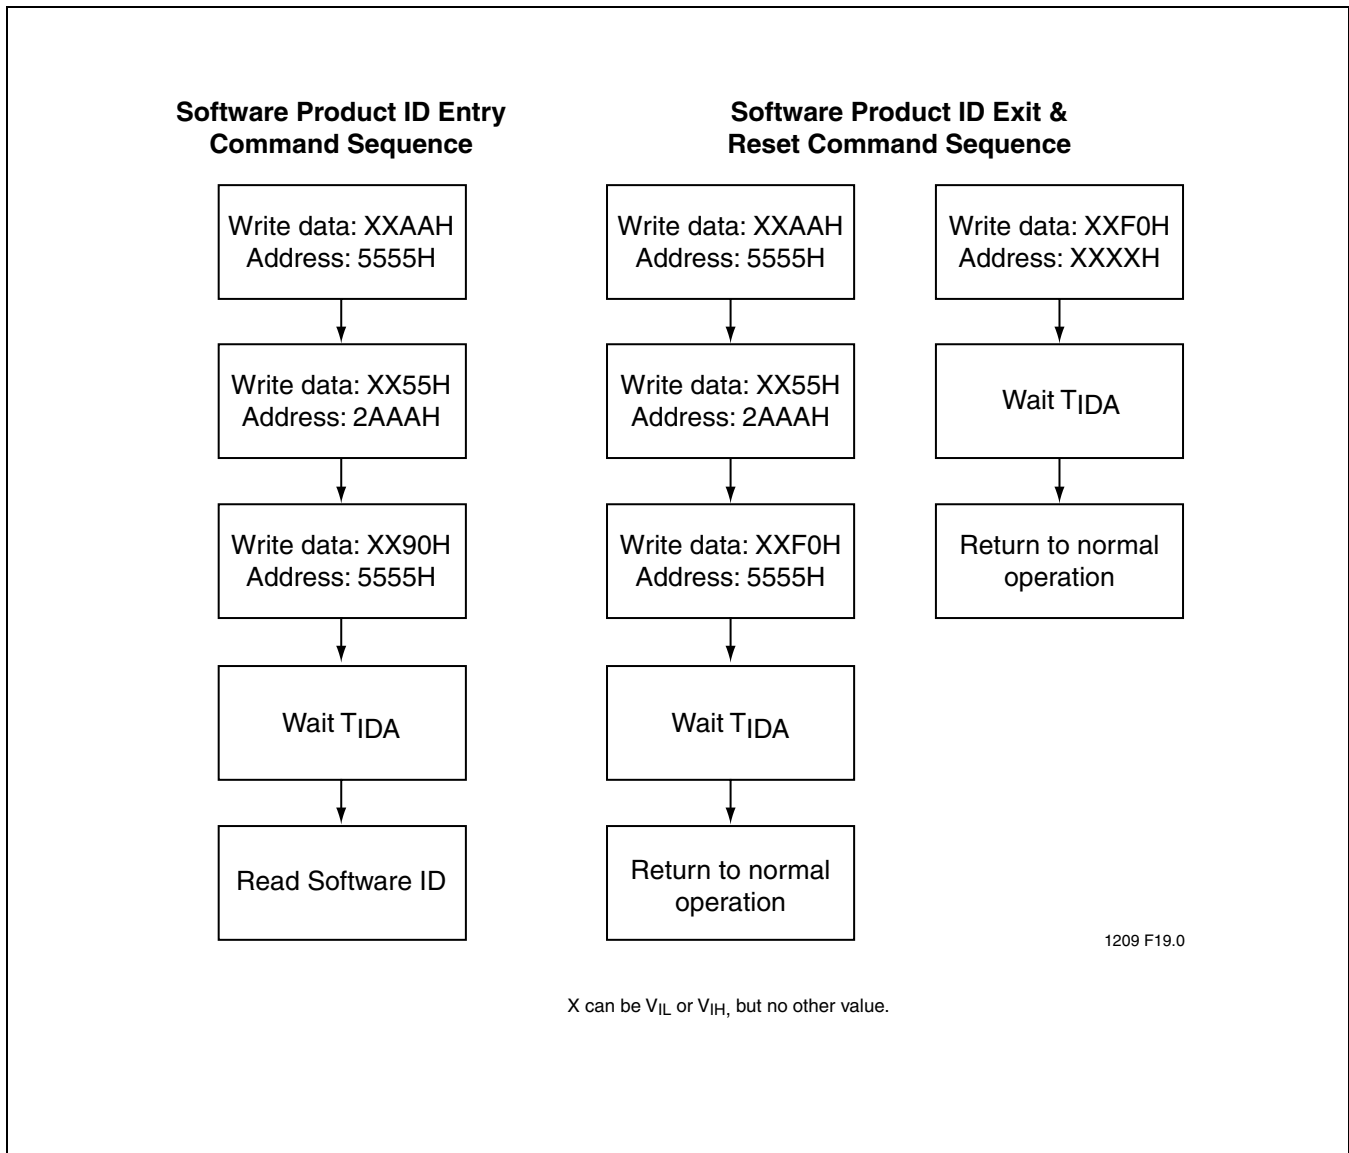 Software Product ID Entry
Command Sequence
Write data: XXAAH
Address: 5555H
Write data: XX55H
Address: 2AAAH
Write data: XX90H
Address: 5555H
Wait TIDA
Read Software ID
Software Product ID Exit &
Reset Command Sequence
Write data: XXAAH
Address: 5555H
Write data: XX55H
Address: 2AAAH
Write data: XXF0H
Address: 5555H
Wait TIDA
Return to normal
operation
Write data: XXF0H
Address: XXXXH
Wait TIDA
Return to normal
operation
1209 F19.0
X can be VIL or VIH, but no other value.